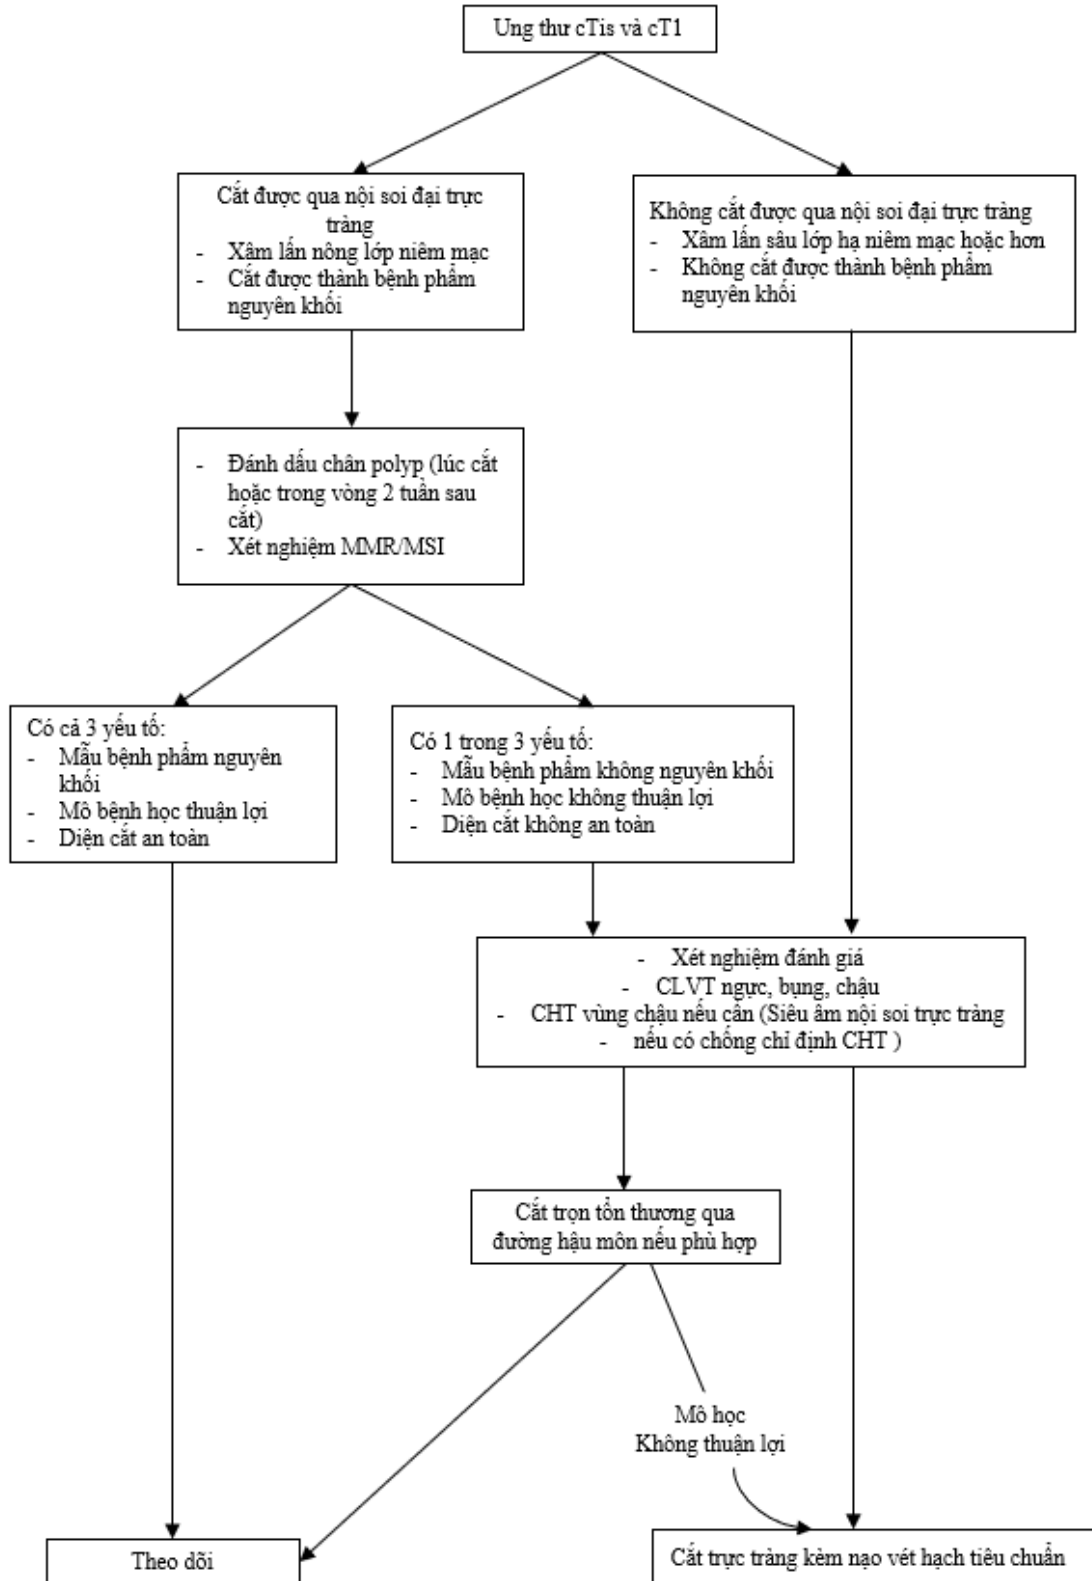 Ung thư cTis và cT1
Cắt được qua nội soi đại trực
tràng
- Xâm lấn nông lớp niêm mạc
- Cắt được thành bệnh phẩm
nguyên khối
Không cắt được qua nội soi đại trực tràng
- Xâm lấn sâu lớp hạ niêm mạc hoặc hơn
- Không cắt được thành bệnh phẩm
nguyên khối
- Đánh dấu chân polyp (lúc cắt
hoặc trong vòng 2 tuần sau
cắt)
- Xét nghiệm MMR/MSI
Có cả 3 yếu tố:
- Mẫu bệnh phẩm nguyên
khối
- Mô bệnh học thuận lợi
- Diện cắt an toàn
Có 1 trong 3 yếu tố:
- Mẫu bệnh phẩm không nguyên khối
- Mô bệnh học không thuận lợi
- Diện cắt không an toàn
- Xét nghiệm đánh giá
- CLVT ngực, bụng, chậu
- CHT vùng chậu nếu cần (Siêu âm nội soi trực tràng
- nếu có chống chỉ định CHT )
Cắt trọn tổn thương qua
đường hậu môn nếu phù hợp
Mô học
Không thuận lợi
Theo dõi
Cắt trực tràng kèm nạo vét hạch tiêu chuẩn